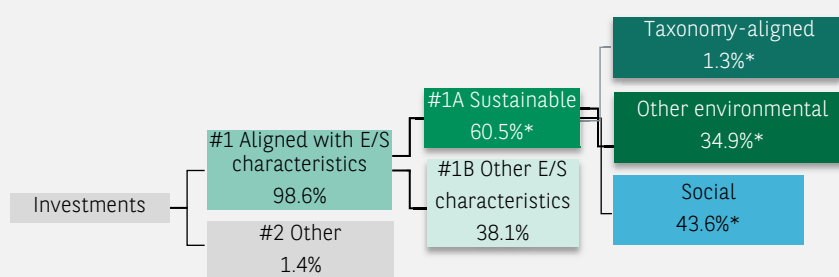 Investments
#1 Aligned with E/S
characteristics
98.6%
#2 Other
1.4%
#1A Sustainable
60.5%*
#1B Other E/S
characteristics
38.1%
Taxonomy-aligned
1.3%*
Other environmental
34.9%*
Social
43.6%*